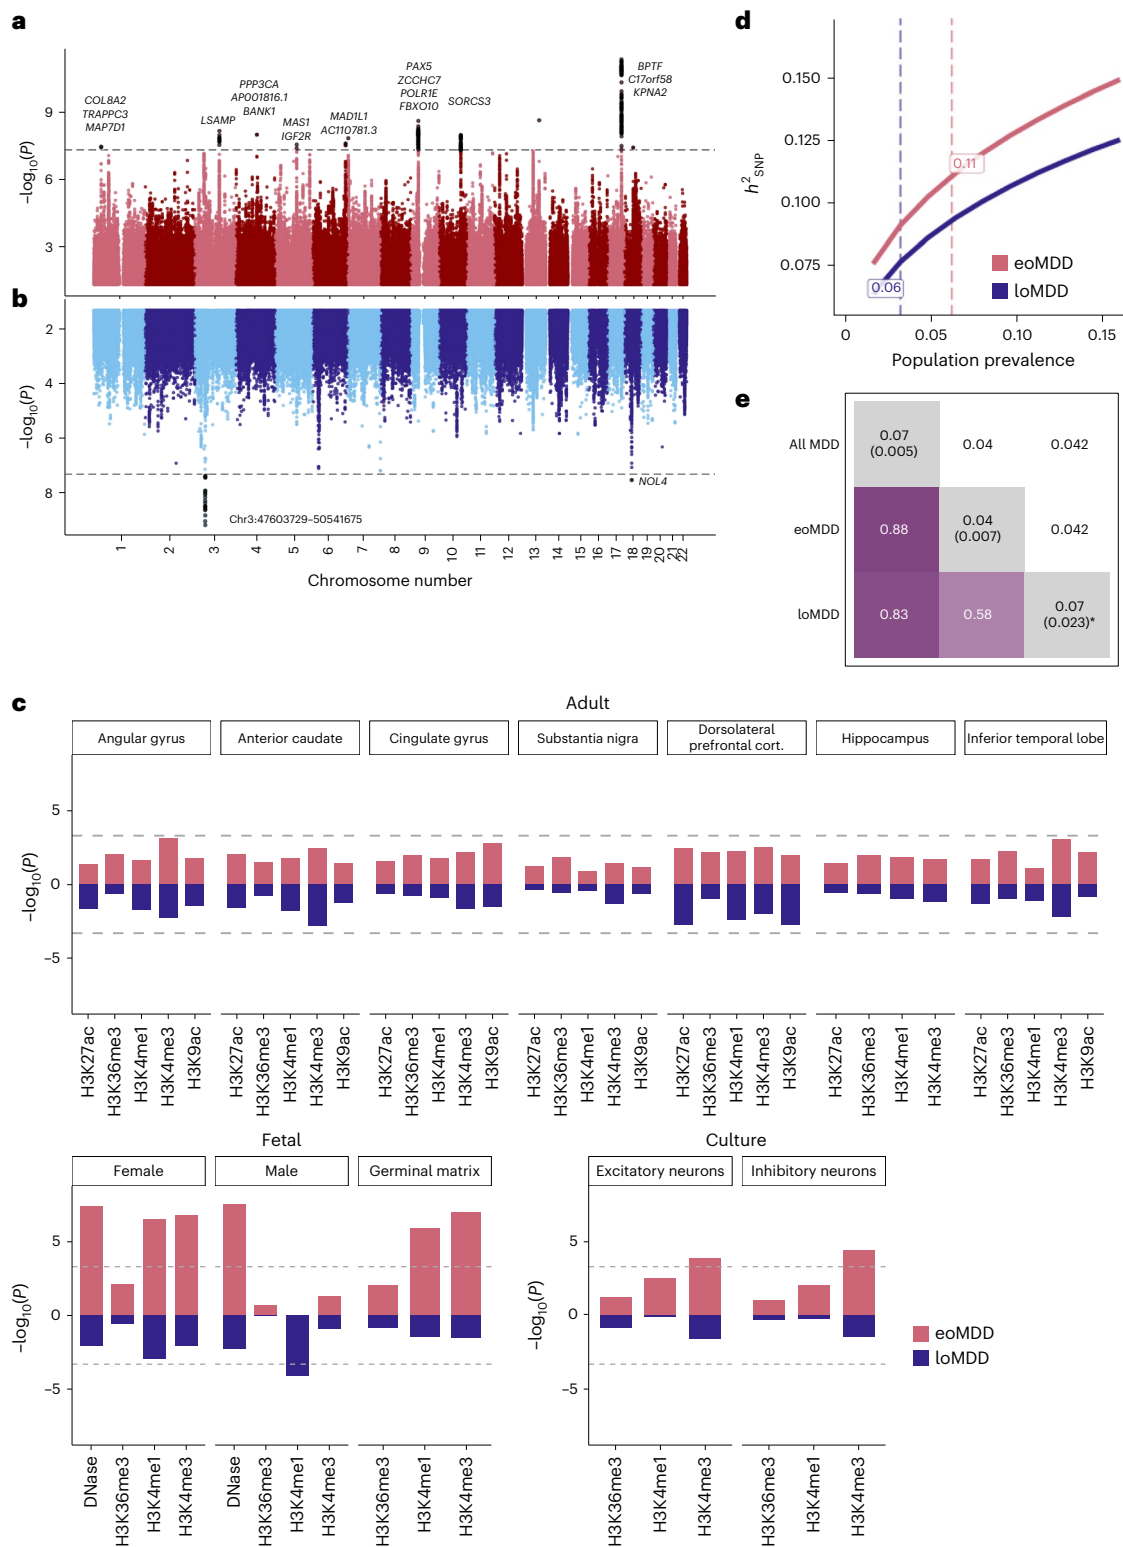 a
9
6
3
−log10(P)
COL8A2
TRAPPC3
MAP7D1
LSAMP
PPP3CA
AP001816.1
BANK1
MAS1
IGF2R
MAD1L1
AC110781.3
PAX5
ZCCHC7
POLR1E
FBXO10
SORCS3
BPTF
C17orf58
KPNA2
b
2
4
6
8
−log10(P)
NOL4
Chr3:47603729–50541675
1
2
3
4
5
6
7
8
9
10
11
12
13
14
15
16
17
18
19
20
21
22
Chromosome number
d
0.150
0.125
0.100
0.075
h2SNP
0.11
0.06
eoMDD
loMDD
0
0.05
0.10
0.15
Population prevalence
e
All MDD
0.07
(0.005)
0.04
0.042
eoMDD
0.88
0.04
(0.007)
0.042
loMDD
0.83
0.58
0.07
(0.023)*
c
Adult
Angular gyrus
Anterior caudate
Cingulate gyrus
Substantia nigra
Dorsolateral
prefrontal cort.
Hippocampus
Inferior temporal lobe
5
0
−5
−log10(P)
H3K27ac
H3K36me3
H3K4me1
H3K4me3
H3K9ac
H3K27ac
H3K36me3
H3K4me1
H3K4me3
H3K9ac
H3K27ac
H3K36me3
H3K4me1
H3K4me3
H3K9ac
H3K27ac
H3K36me3
H3K4me1
H3K4me3
H3K9ac
H3K27ac
H3K36me3
H3K4me1
H3K4me3
H3K9ac
H3K27ac
H3K36me3
H3K4me1
H3K4me3
H3K27ac
H3K36me3
H3K4me1
H3K4me3
H3K9ac
Fetal
Female
Male
Germinal matrix
5
0
−5
−log10(P)
DNase
H3K36me3
H3K4me1
H3K4me3
DNase
H3K36me3
H3K4me1
H3K4me3
H3K36me3
H3K4me1
H3K4me3
Culture
Excitatory neurons
Inhibitory neurons
5
0
−5
−log10(P)
H3K36me3
H3K4me1
H3K4me3
H3K36me3
H3K4me1
H3K4me3
eoMDD
loMDD